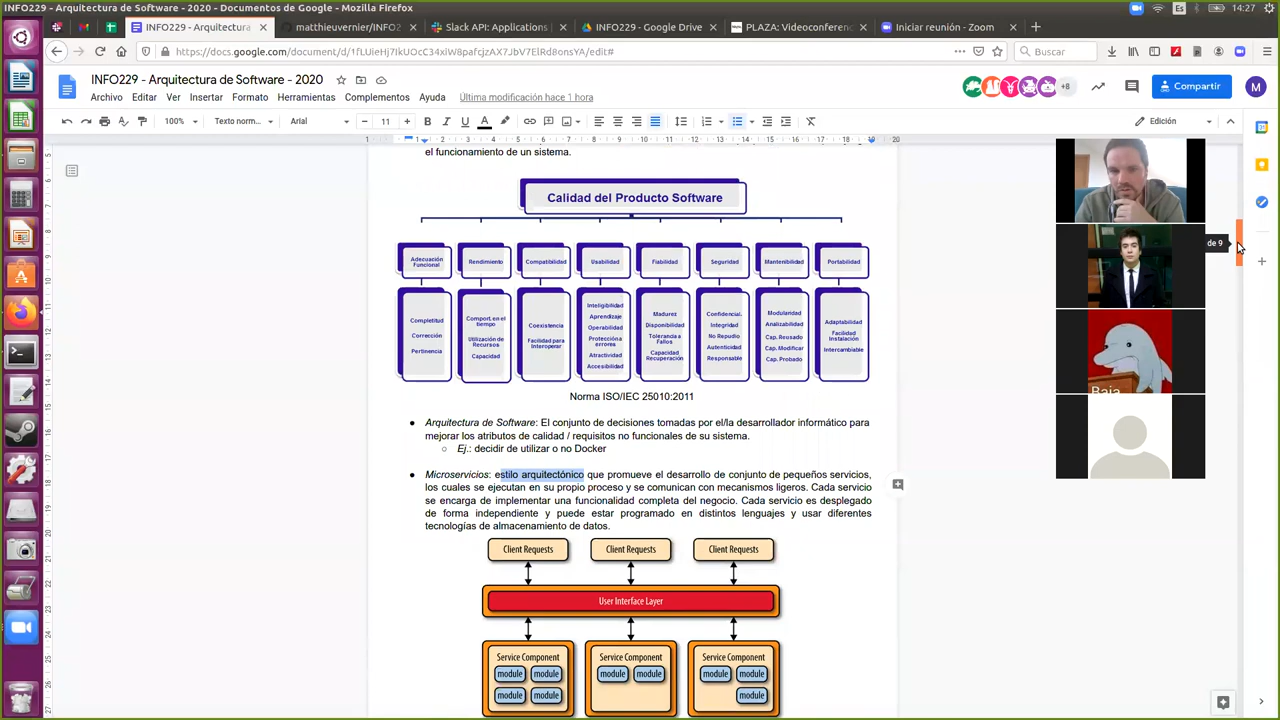 INFO229 - Arquitectura de Software - 2020 - Documentos de Google - Mozilla Firefox
Es
14:27
INFO229 - Arquitectura
matthieuvernier/INFO2
Slack API: Applications
INFO229 - Google Drive
PLAZA: Videoconferenc
Iniciar reunión - Zoom
Buscar
INFO229 - Arquitectura de Software - 2020
Archivo Editar Ver Insertar Formato Herramientas Complementos Ayuda Última modificación hace 1 hora
+8
Compartir
M
100%
Texto norm...
Arial
11
Edición
el funcionamiento de un sistema.
Calidad del Producto Software
Adecuación Funcional
Rendimiento
Compatibilidad
Usabilidad
Fiabilidad
Seguridad
Mantenibilidad
Portabilidad
Completitud
Corrección
Pertinencia
Comport. en el tiempo
Utilización de Recursos
Capacidad
Coexistencia
Facilidad para Interoperar
Inteligibilidad
Aprendizaje
Operabilidad
Protección a errores
Atractividad
Accesibilidad
Madurez
Disponibilidad
Tolerancia a Fallos
Capacidad Recuperación
Confidencial.
Integridad
No Repudio
Autenticidad
Responsable
Modularidad
Analizabilidad
Cap. Reusado
Cap. Modificar
Cap. Probado
Adaptabilidad
Facilidad Instalación
Intercambiable
Norma ISO/IEC 25010:2011
● Arquitectura de Software: El conjunto de decisiones tomadas por el/la desarrollador informático para
mejorar los atributos de calidad / requisitos no funcionales de su sistema.
○ Ej.: decidir de utilizar o no Docker
● Microservicios: estilo arquitectónico que promueve el desarrollo de conjunto de pequeños servicios,
los cuales se ejecutan en su propio proceso y se comunican con mecanismos ligeros. Cada servicio
se encarga de implementar una funcionalidad completa del negocio. Cada servicio es desplegado
de forma independiente y puede estar programado en distintos lenguajes y usar diferentes
tecnologías de almacenamiento de datos.
Client Requests
Client Requests
Client Requests
User Interface Layer
Service Component
Service Component
Service Component
module module
module module
module module
module module
module
de 9
Baja